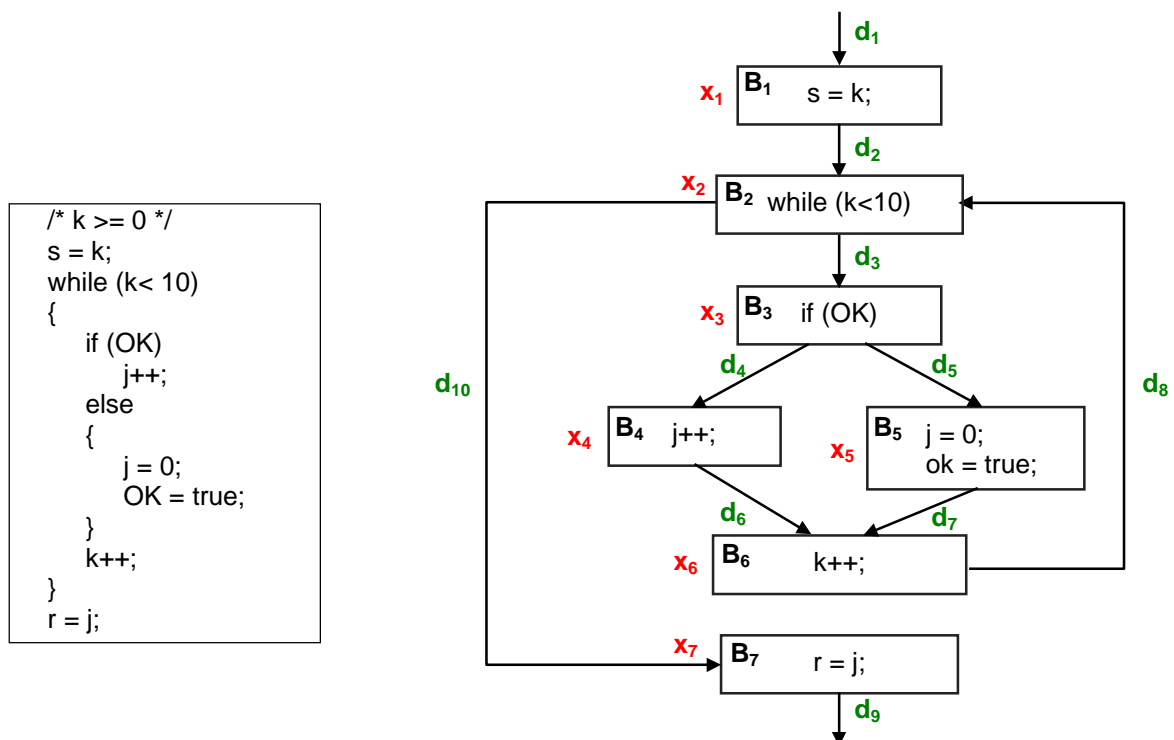 /* k >= 0 */
s = k;
while (k< 10)
{
if (OK)
j++;
else
{
j = 0;
OK = true;
}
k++;
}
r = j;
d1
x1
B1 s = k;
d2
x2
B2 while (k<10)
d3
x3
B3 if (OK)
d4
d5
d10
d8
x4
B4 j++;
x5
B5 j = 0;
ok = true;
d6
d7
x6
B6 k++;
x7
B7 r = j;
d9